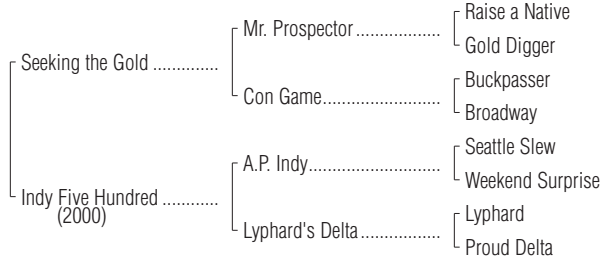 Raise a Native
Mr. Prospector ..................
Gold Digger
Seeking the Gold ..............
Buckpasser
Con Game.........................
Broadway
Seattle Slew
A.P. Indy............................
Weekend Surprise
Indy Five Hundred ............
(2000)
Lyphard
Lyphard's Delta .................
Proud Delta